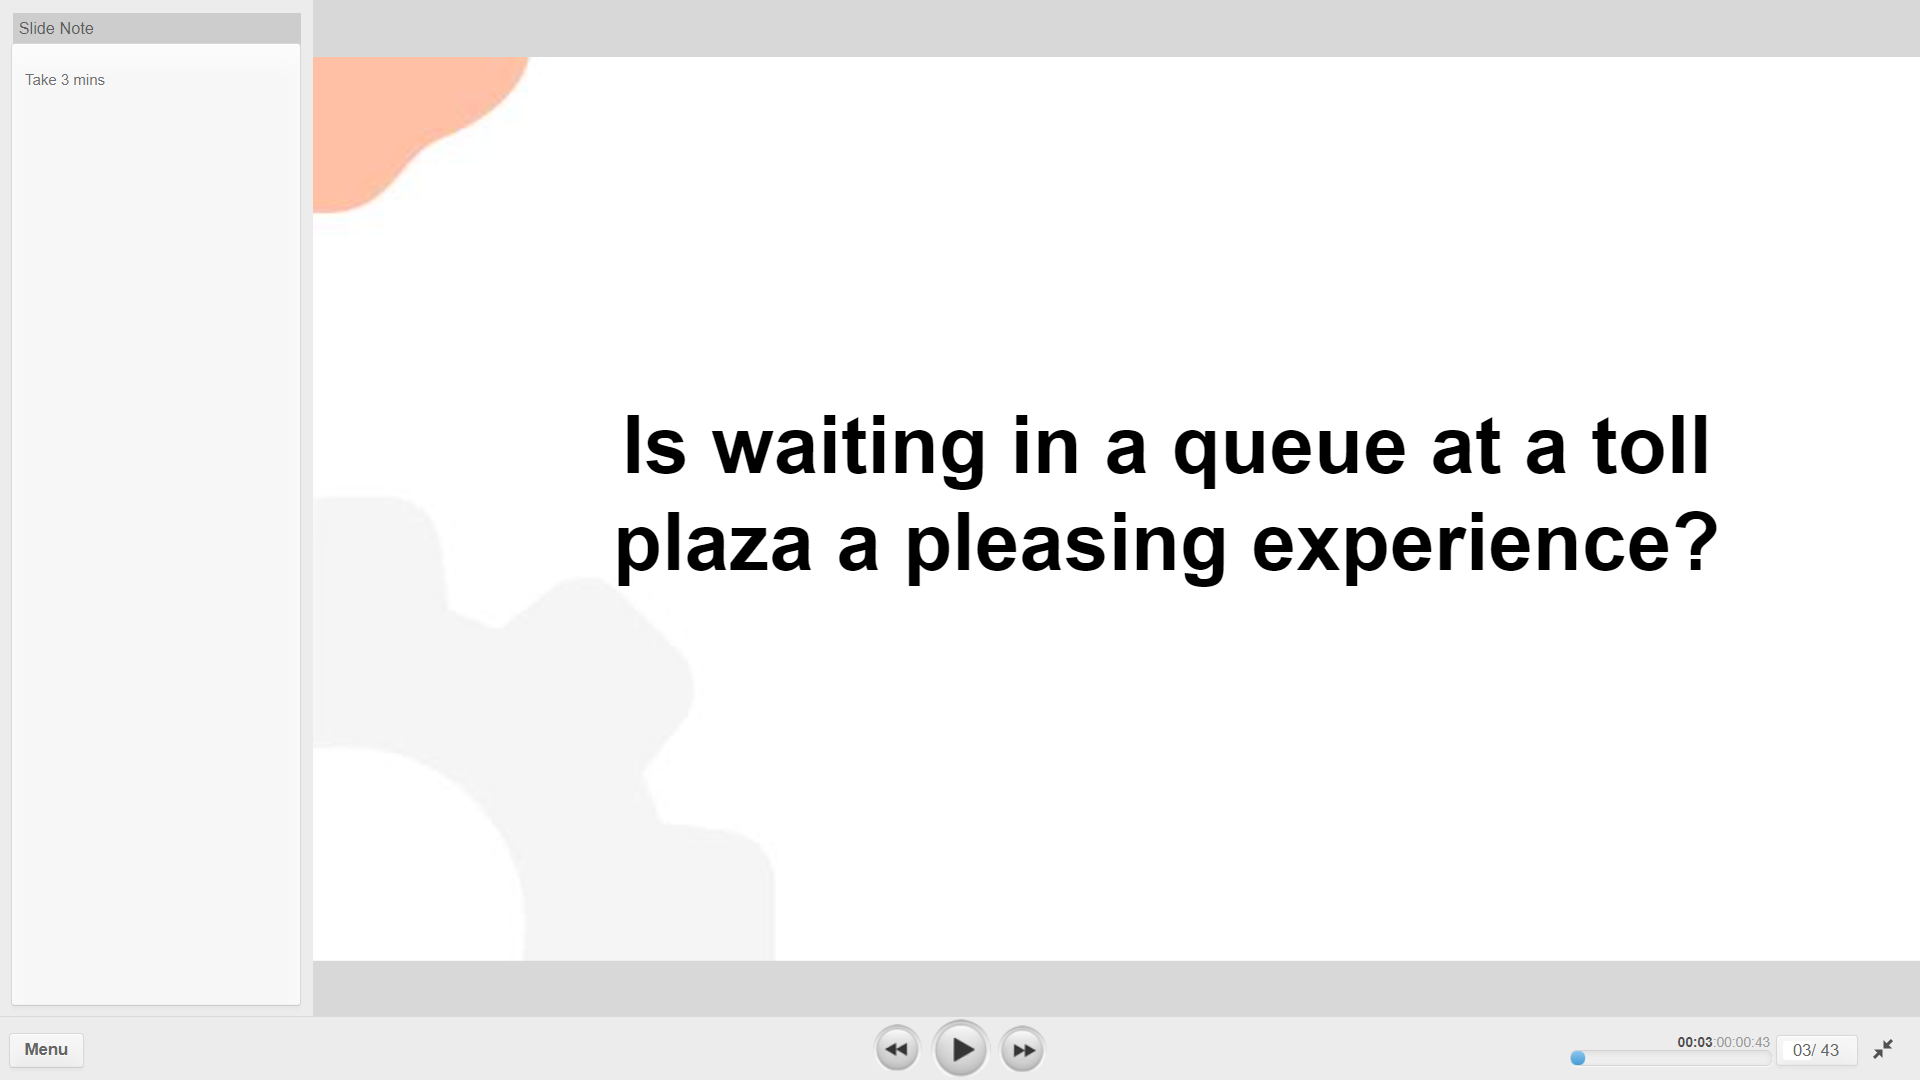 Slide Note
Take 3 mins
Is waiting in a queue at a toll
plaza a pleasing experience?
Menu
00:03:00:00:43
03/ 43